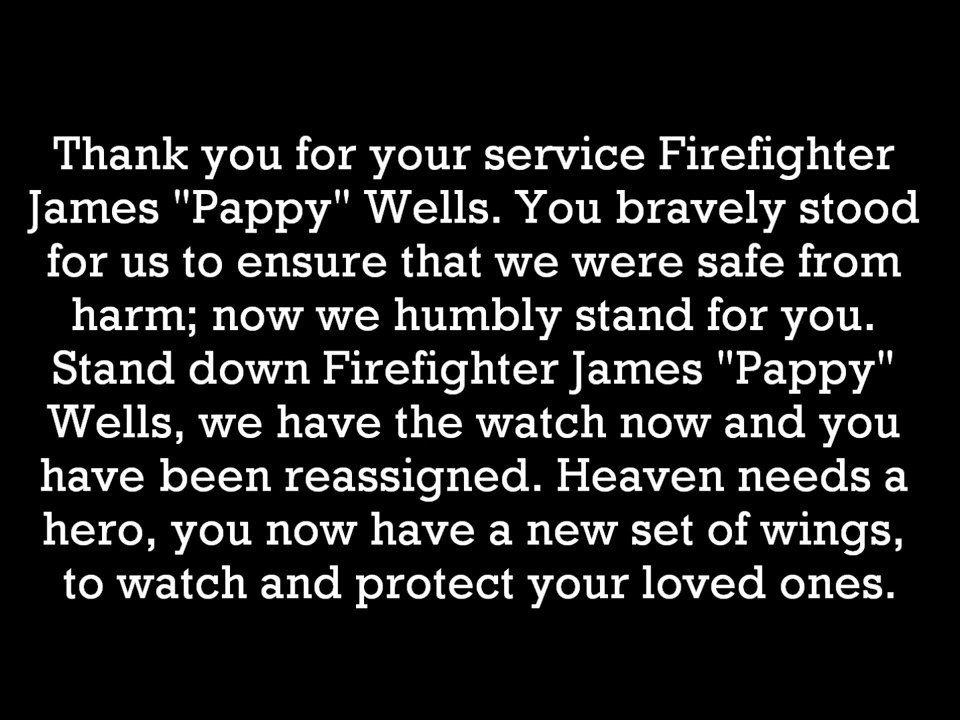 Thank you for your service Firefighter
James "Pappy" Wells. You bravely stood
for us to ensure that we were safe from
harm; now we humbly stand for you.
Stand down Firefighter James "Pappy"
Wells, we have the watch now and you
have been reassigned. Heaven needs a
hero, you now have a new set of wings,
to watch and protect your loved ones.